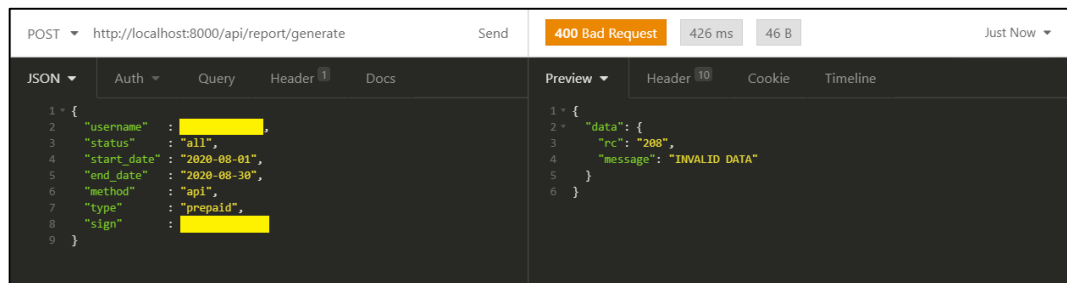 POST http://localhost:8000/api/report/generate Send 400 Bad Request 426 ms 46 B Just Now
JSON Auth Query Header 1 Docs
1 {
2 "username" : ,
3 "status" : "all",
4 "start_date" : "2020-08-01",
5 "end_date" : "2020-08-30",
6 "method" : "api",
7 "type" : "prepaid",
8 "sign" :
9 }
Preview Header 10 Cookie Timeline
1 {
2 "data": {
3 "rc": "208",
4 "message": "INVALID DATA"
5 }
6 }